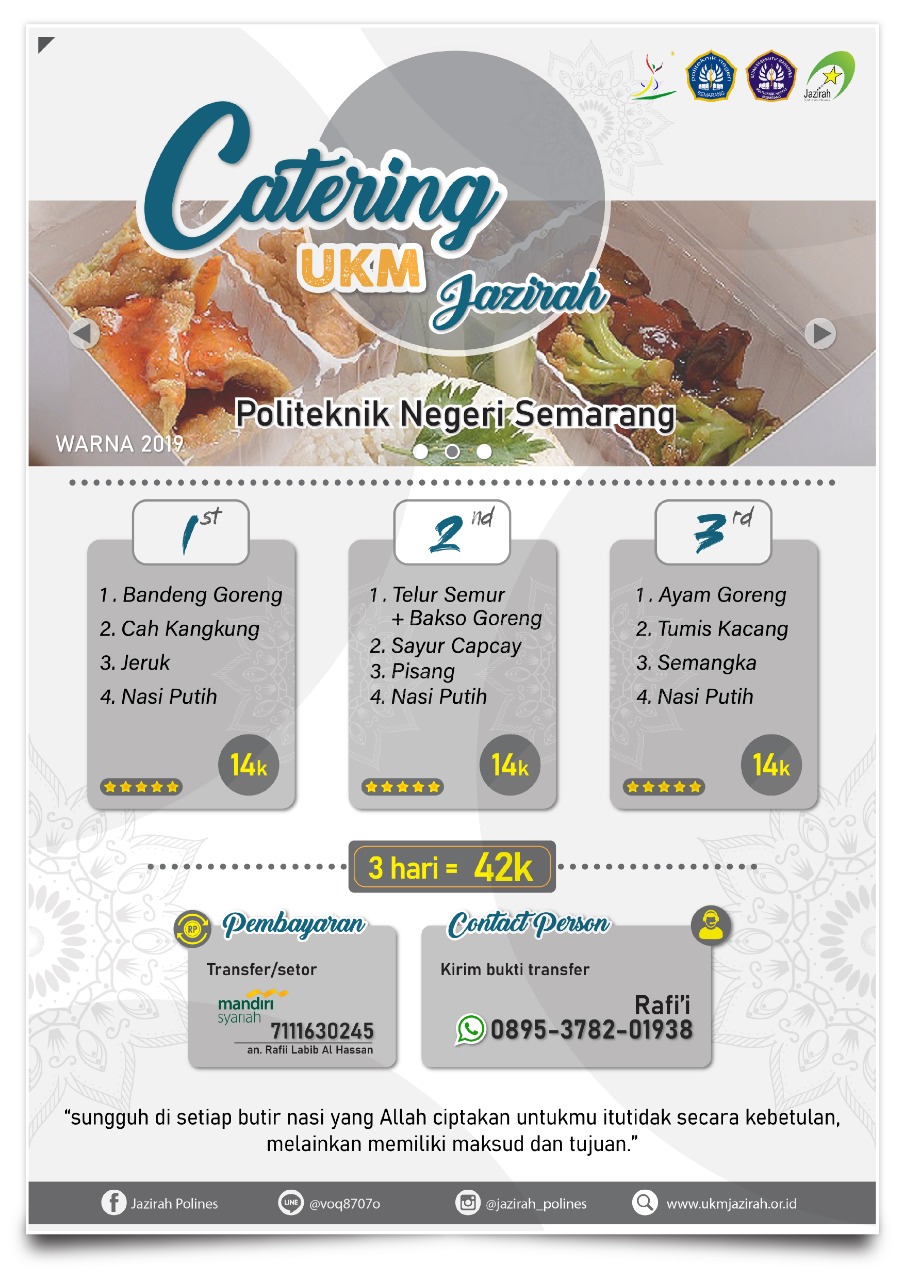 Jazirah
Catering
UKM
Jazirah
Politeknik Negeri Semarang
WARNA 2019
1st
1. Bandeng Goreng
2. Cah Kangkung
3. Jeruk
4. Nasi Putih
14k
2nd
1. Telur Semur
+ Bakso Goreng
2. Sayur Capcay
3. Pisang
4. Nasi Putih
14k
3rd
1. Ayam Goreng
2. Tumis Kacang
3. Semangka
4. Nasi Putih
14k
3 hari = 42k
RP
Pembayaran
Transfer/setor
mandiri
syariah
7111630245
an. Rafii Labib Al Hassan
Contact Person
Kirim bukti transfer
Rafi'i
0895-3782-01938
“sungguh di setiap butir nasi yang Allah ciptakan untukmu itutidak secara kebetulan,
melainkan memiliki maksud dan tujuan.”
Jazirah Polines
LINE @voq8707o
@jazirah_polines
www.ukmjazirah.or.id